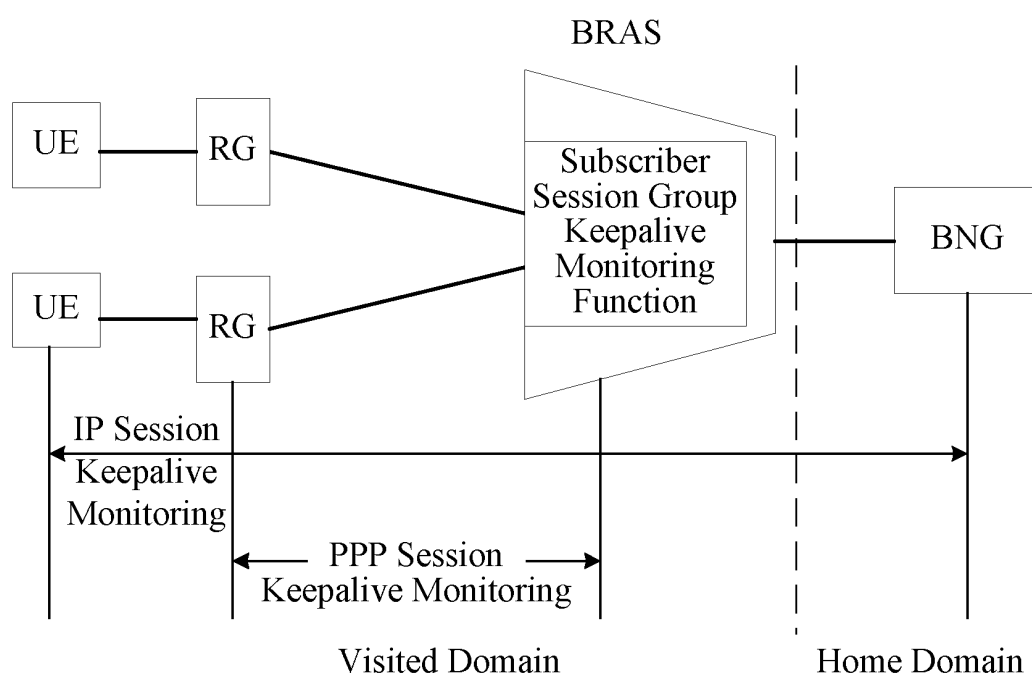 BRAS
UE
RG
Subscriber
Session Group
Keepalive
Monitoring
Function
BNG
UE
RG
IP Session
Keepalive
Monitoring
PPP Session
Keepalive Monitoring
Visited Domain
Home Domain